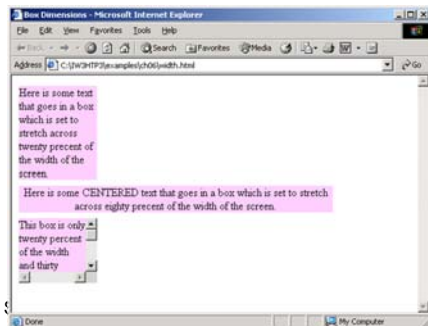 Box Dimensions - Microsoft Internet Explorer
File Edit View Favorites Tools Help
Back Search Favorites Media
Address C:\IW3HTP3\examples\ch06\width.html Go
Here is some text
that goes in a box
which is set to
stretch across
twenty precent of
the width of the
screen.
Here is some CENTERED text that goes in a box which is set to stretch
across eighty precent of the width of the screen.
This box is only
twenty percent
of the width
and thirty
Done My Computer